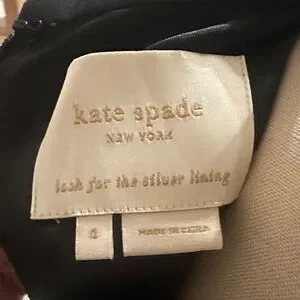 kate spade
NEW YORK
look for the silver lining
4
MADE IN CHINA